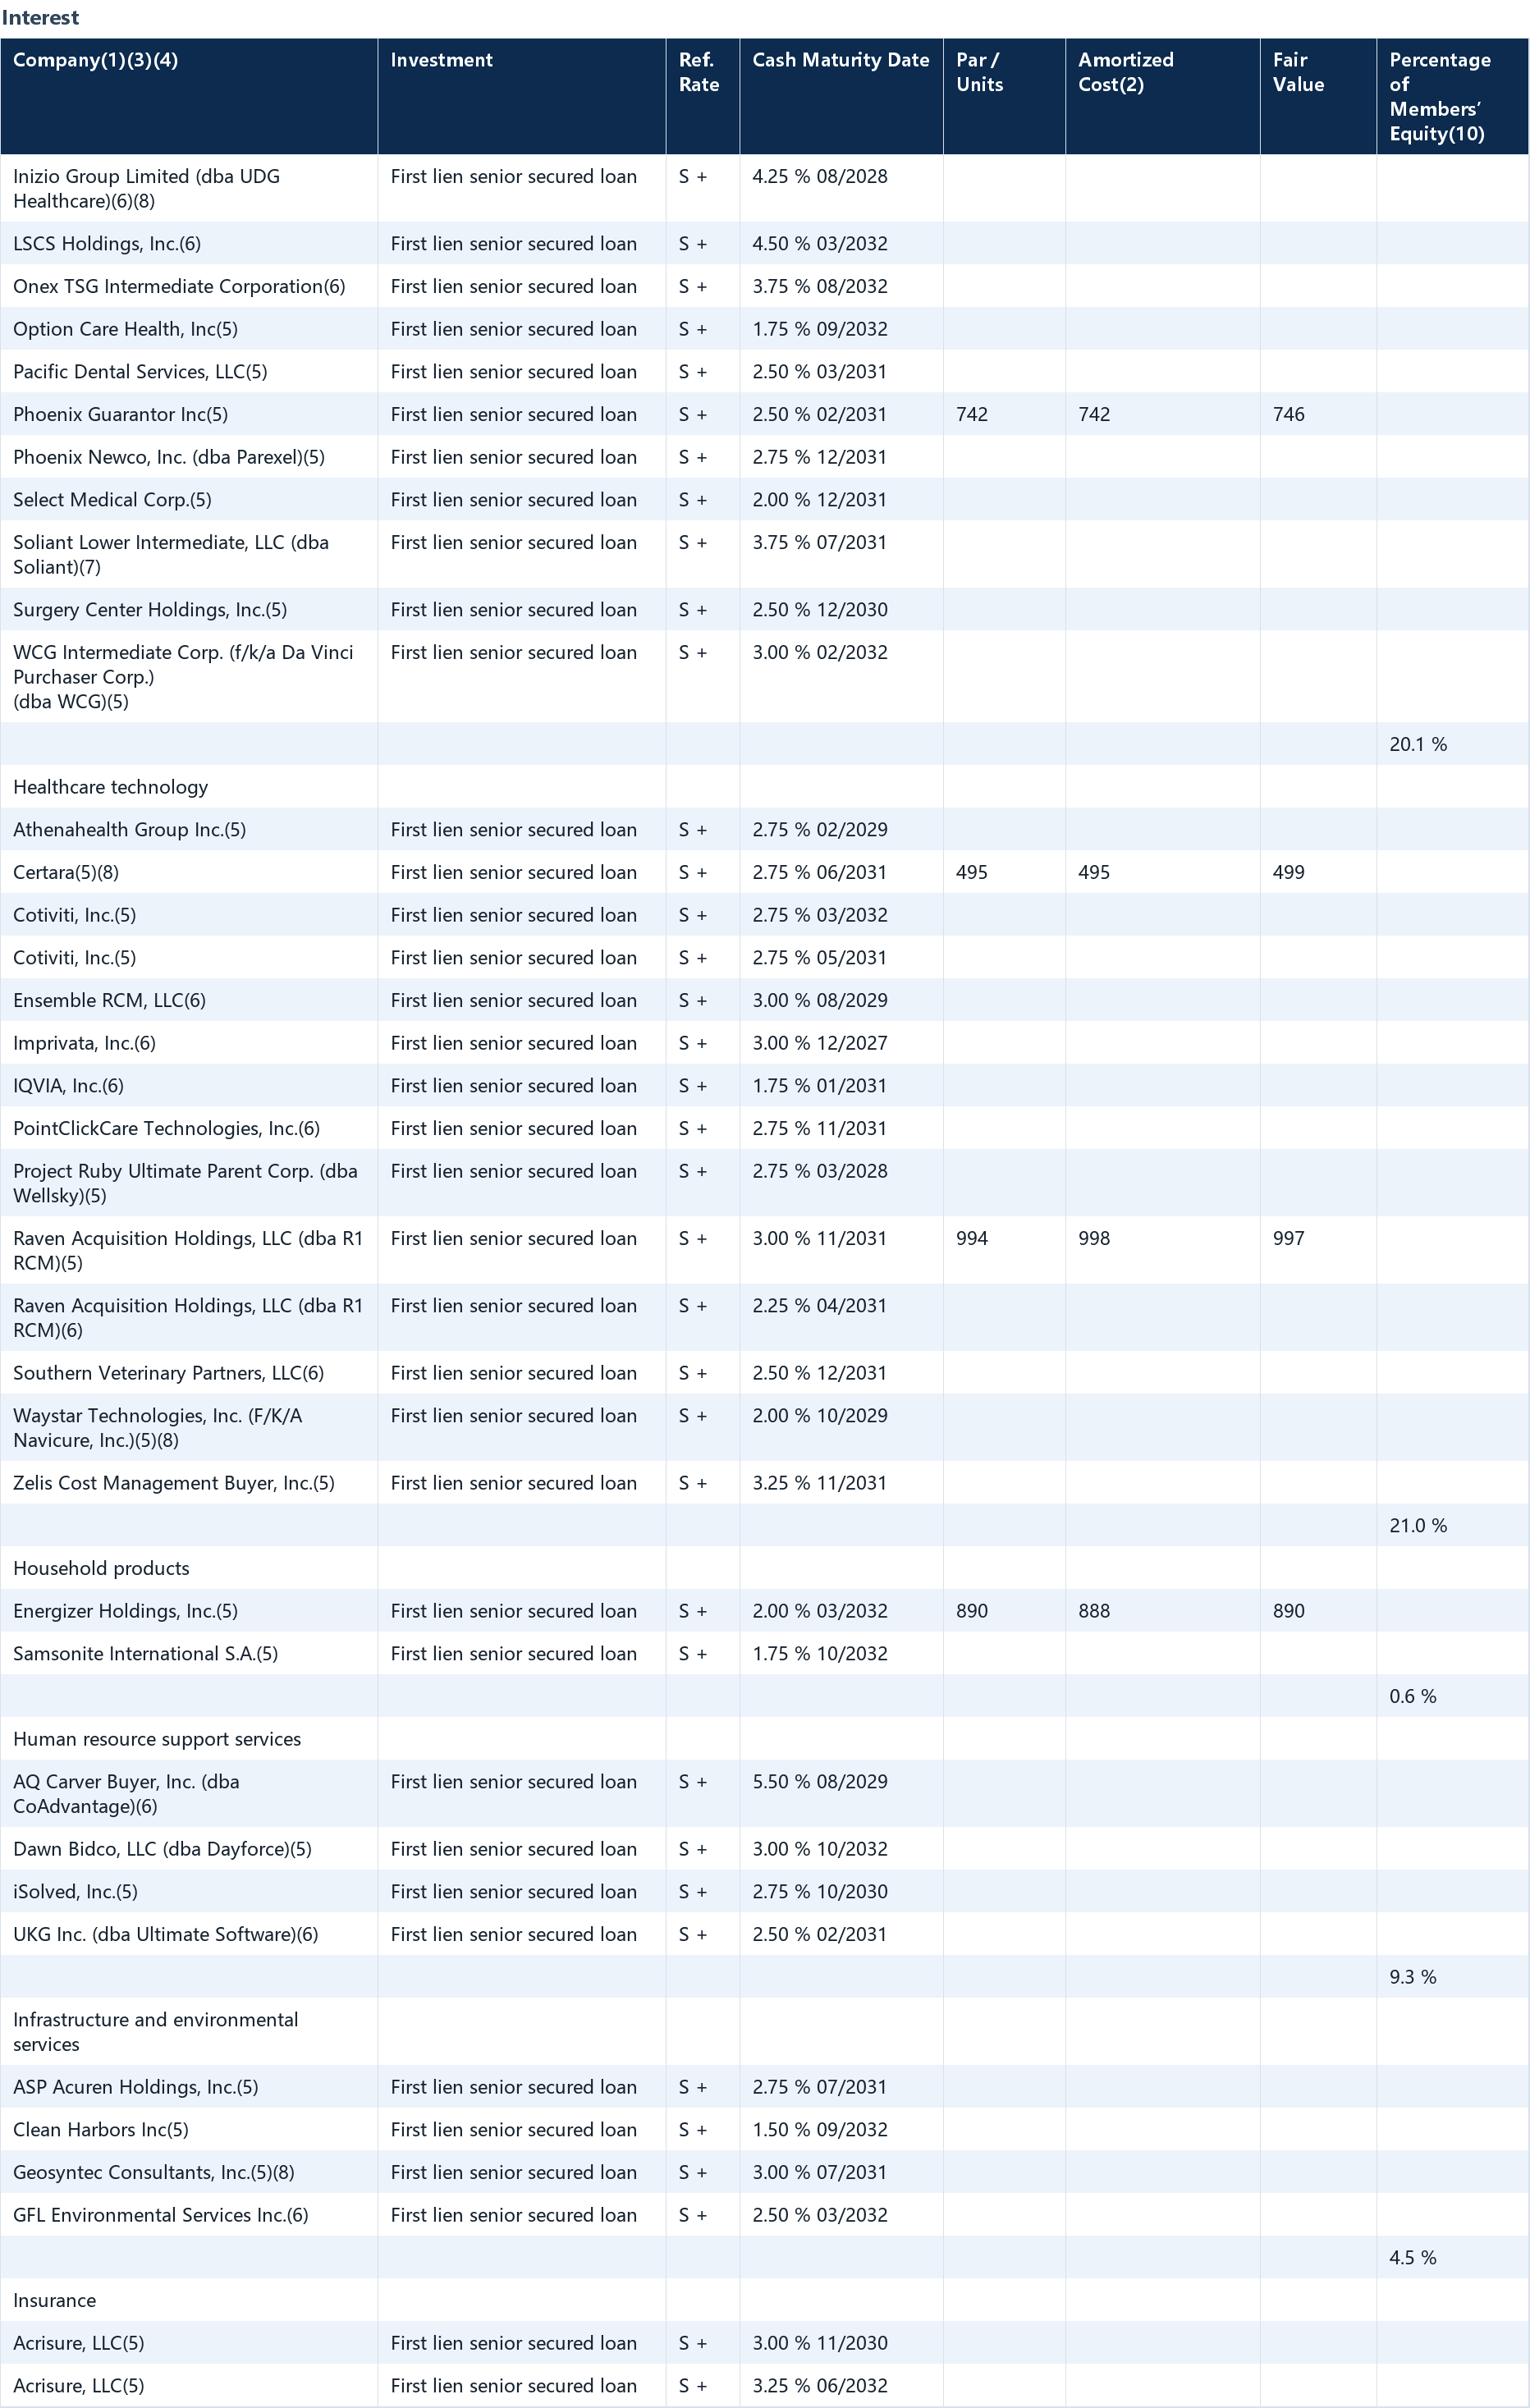 Interest
Company(1)(3)(4) Investment Ref. Rate Cash Maturity Date Par / Units Amortized Cost(2) Fair Value Percentage of Members’ Equity(10)
Inizio Group Limited (dba UDG Healthcare)(6)(8) First lien senior secured loan S + 4.25 % 08/2028
LSCS Holdings, Inc.(6) First lien senior secured loan S + 4.50 % 03/2032
Onex TSG Intermediate Corporation(6) First lien senior secured loan S + 3.75 % 08/2032
Option Care Health, Inc(5) First lien senior secured loan S + 1.75 % 09/2032
Pacific Dental Services, LLC(5) First lien senior secured loan S + 2.50 % 03/2031
Phoenix Guarantor Inc(5) First lien senior secured loan S + 2.50 % 02/2031 742 742 746
Phoenix Newco, Inc. (dba Parexel)(5) First lien senior secured loan S + 2.75 % 12/2031
Select Medical Corp.(5) First lien senior secured loan S + 2.00 % 12/2031
Soliant Lower Intermediate, LLC (dba Soliant)(7) First lien senior secured loan S + 3.75 % 07/2031
Surgery Center Holdings, Inc.(5) First lien senior secured loan S + 2.50 % 12/2030
WCG Intermediate Corp. (f/k/a Da Vinci Purchaser Corp.) (dba WCG)(5) First lien senior secured loan S + 3.00 % 02/2032
20.1 %
Healthcare technology
Athenahealth Group Inc.(5) First lien senior secured loan S + 2.75 % 02/2029
Certara(5)(8) First lien senior secured loan S + 2.75 % 06/2031 495 495 499
Cotiviti, Inc.(5) First lien senior secured loan S + 2.75 % 03/2032
Cotiviti, Inc.(5) First lien senior secured loan S + 2.75 % 05/2031
Ensemble RCM, LLC(6) First lien senior secured loan S + 3.00 % 08/2029
Imprivata, Inc.(6) First lien senior secured loan S + 3.00 % 12/2027
IQVIA, Inc.(6) First lien senior secured loan S + 1.75 % 01/2031
PointClickCare Technologies, Inc.(6) First lien senior secured loan S + 2.75 % 11/2031
Project Ruby Ultimate Parent Corp. (dba Wellsky)(5) First lien senior secured loan S + 2.75 % 03/2028
Raven Acquisition Holdings, LLC (dba R1 RCM)(5) First lien senior secured loan S + 3.00 % 11/2031 994 998 997
Raven Acquisition Holdings, LLC (dba R1 RCM)(6) First lien senior secured loan S + 2.25 % 04/2031
Southern Veterinary Partners, LLC(6) First lien senior secured loan S + 2.50 % 12/2031
Waystar Technologies, Inc. (F/K/A Navicure, Inc.)(5)(8) First lien senior secured loan S + 2.00 % 10/2029
Zelis Cost Management Buyer, Inc.(5) First lien senior secured loan S + 3.25 % 11/2031
21.0 %
Household products
Energizer Holdings, Inc.(5) First lien senior secured loan S + 2.00 % 03/2032 890 888 890
Samsonite International S.A.(5) First lien senior secured loan S + 1.75 % 10/2032
0.6 %
Human resource support services
AQ Carver Buyer, Inc. (dba CoAdvantage)(6) First lien senior secured loan S + 5.50 % 08/2029
Dawn Bidco, LLC (dba Dayforce)(5) First lien senior secured loan S + 3.00 % 10/2032
iSolved, Inc.(5) First lien senior secured loan S + 2.75 % 10/2030
UKG Inc. (dba Ultimate Software)(6) First lien senior secured loan S + 2.50 % 02/2031
9.3 %
Infrastructure and environmental services
ASP Acuren Holdings, Inc.(5) First lien senior secured loan S + 2.75 % 07/2031
Clean Harbors Inc(5) First lien senior secured loan S + 1.50 % 09/2032
Geosyntec Consultants, Inc.(5)(8) First lien senior secured loan S + 3.00 % 07/2031
GFL Environmental Services Inc.(6) First lien senior secured loan S + 2.50 % 03/2032
4.5 %
Insurance
Acrisure, LLC(5) First lien senior secured loan S + 3.00 % 11/2030
Acrisure, LLC(5) First lien senior secured loan S + 3.25 % 06/2032